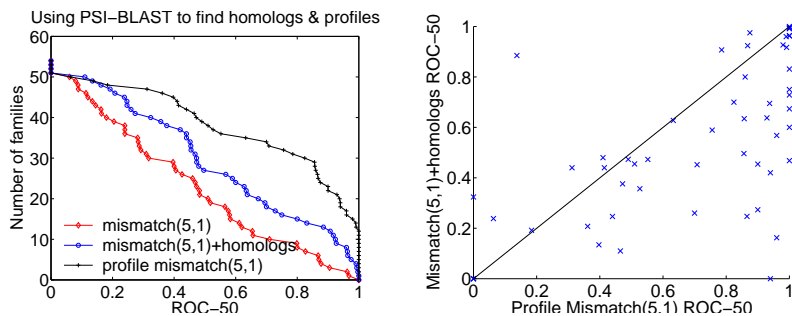 Using PSI−BLAST to find homologs & profiles
Number of families
60
50
40
30
20
10
0
mismatch(5,1)
mismatch(5,1)+homologs
profile mismatch(5,1)
0 0.2 0.4 0.6 0.8 1
ROC−50
Mismatch(5,1)+homologs ROC−50
1
0.8
0.6
0.4
0.2
0
0 0.2 0.4 0.6 0.8 1
Profile Mismatch(5,1) ROC−50